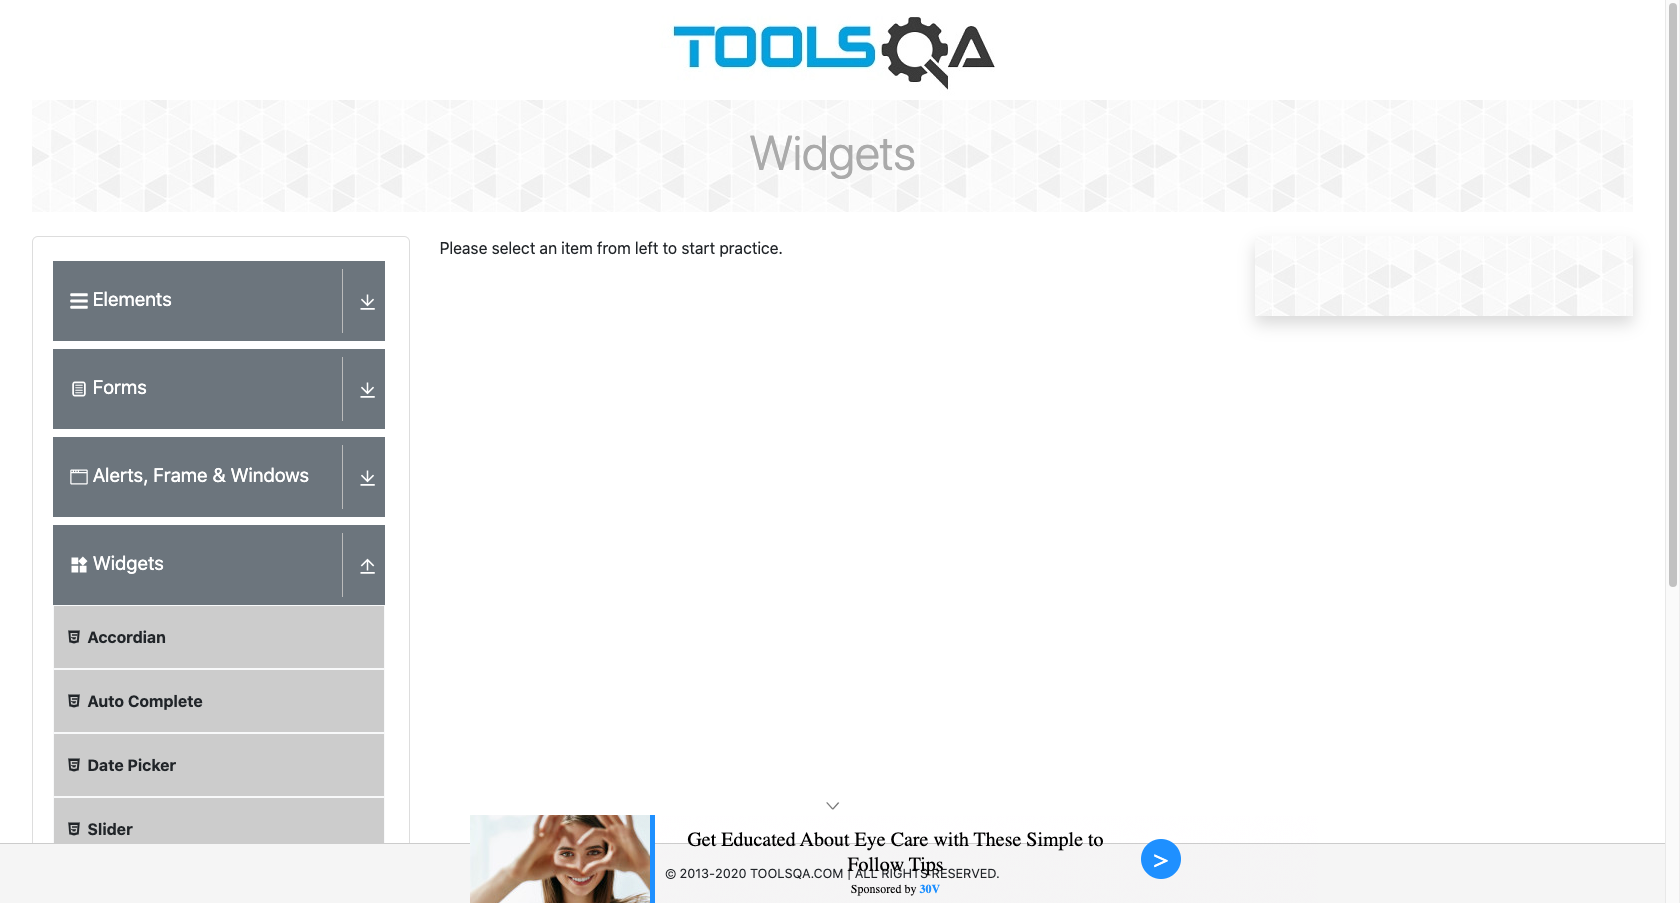 TOOLSQA
Widgets
Elements
Forms
Alerts, Frame & Windows
Widgets
Accordian
Auto Complete
Date Picker
Slider
Please select an item from left to start practice.
Get Educated About Eye Care with These Simple to
Follow Tips
© 2013-2020 TOOLSQA.COM | ALL RIGHTS RESERVED.
Sponsored by 30V
>